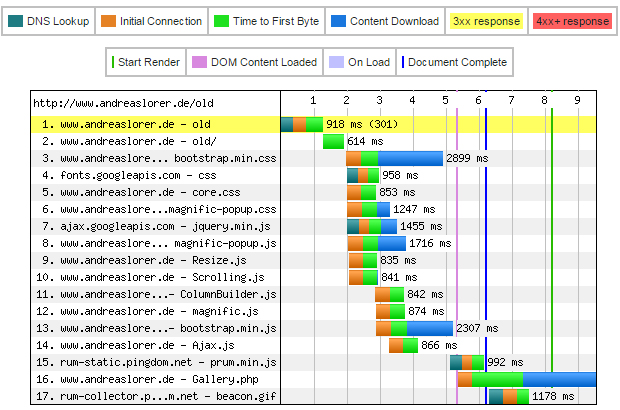 DNS Lookup Initial Connection Time to First Byte Content Download 3xx response 4xx+ response
Start Render DOM Content Loaded On Load Document Complete
http://www.andreaslorer.de/old 1 2 3 4 5 6 7 8 9
1. www.andreaslorer.de - old 918 ms (301)
2. www.andreaslorer.de - old/ 614 ms
3. www.andreaslore... bootstrap.min.css 2899 ms
4. fonts.googleapis.com - css 958 ms
5. www.andreaslorer.de - core.css 853 ms
6. www.andreaslore...magnific-popup.css 1247 ms
7. ajax.googleapis.com - jquery.min.js 1455 ms
8. www.andreaslore... magnific-popup.js 1716 ms
9. www.andreaslorer.de - Resize.js 835 ms
10. www.andreaslorer.de - Scrolling.js 841 ms
11. www.andreaslore...- ColumnBuilder.js 842 ms
12. www.andreaslorer.de - magnific.js 874 ms
13. www.andreaslore...- bootstrap.min.js 2307 ms
14. www.andreaslorer.de - Ajax.js 866 ms
15. rum-static.pingdom.net - prum.min.js 992 ms
16. www.andreaslorer.de - Gallery.php
17. rum-collector.p...m.net - beacon.gif 1178 ms